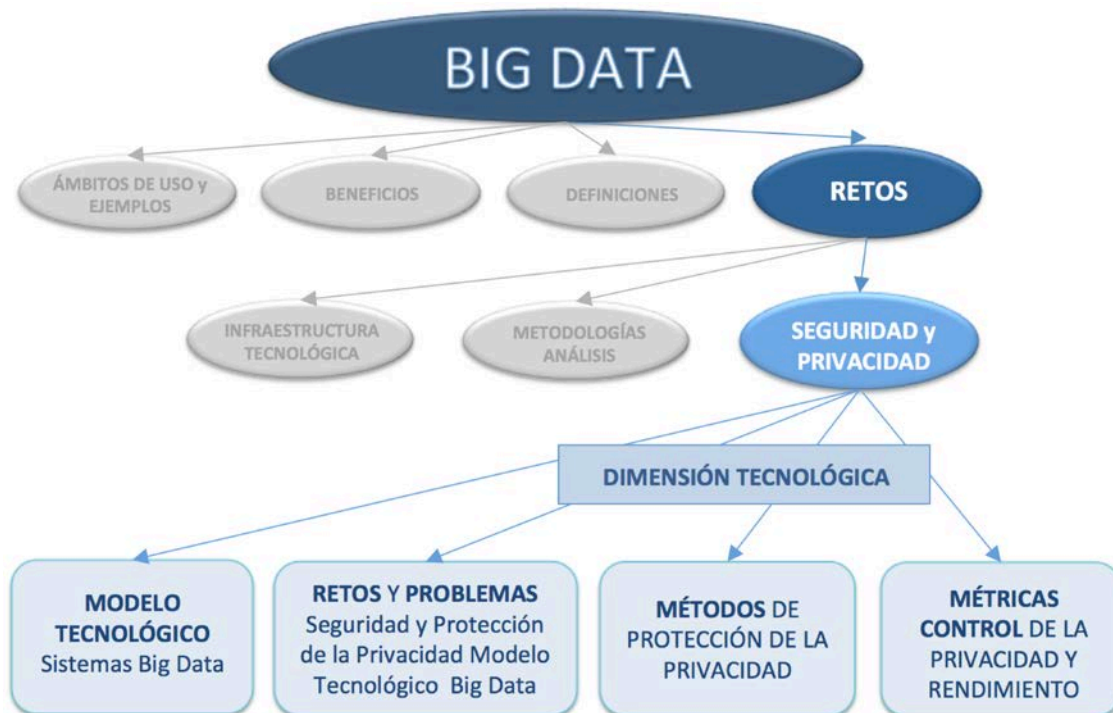 BIG DATA
ÁMBITOS DE USO y
EJEMPLOS
BENEFICIOS
DEFINICIONES
RETOS
INFRAESTRUCTURA
TECNOLÓGICA
METODOLOGÍAS
ANÁLISIS
SEGURIDAD y
PRIVACIDAD
DIMENSIÓN TECNOLÓGICA
MODELO
TECNOLÓGICO
Sistemas Big Data
RETOS Y PROBLEMAS
Seguridad y Protección
de la Privacidad Modelo
Tecnológico Big Data
MÉTODOS DE
PROTECCIÓN DE LA
PRIVACIDAD
MÉTRICAS
CONTROL DE LA
PRIVACIDAD Y
RENDIMIENTO